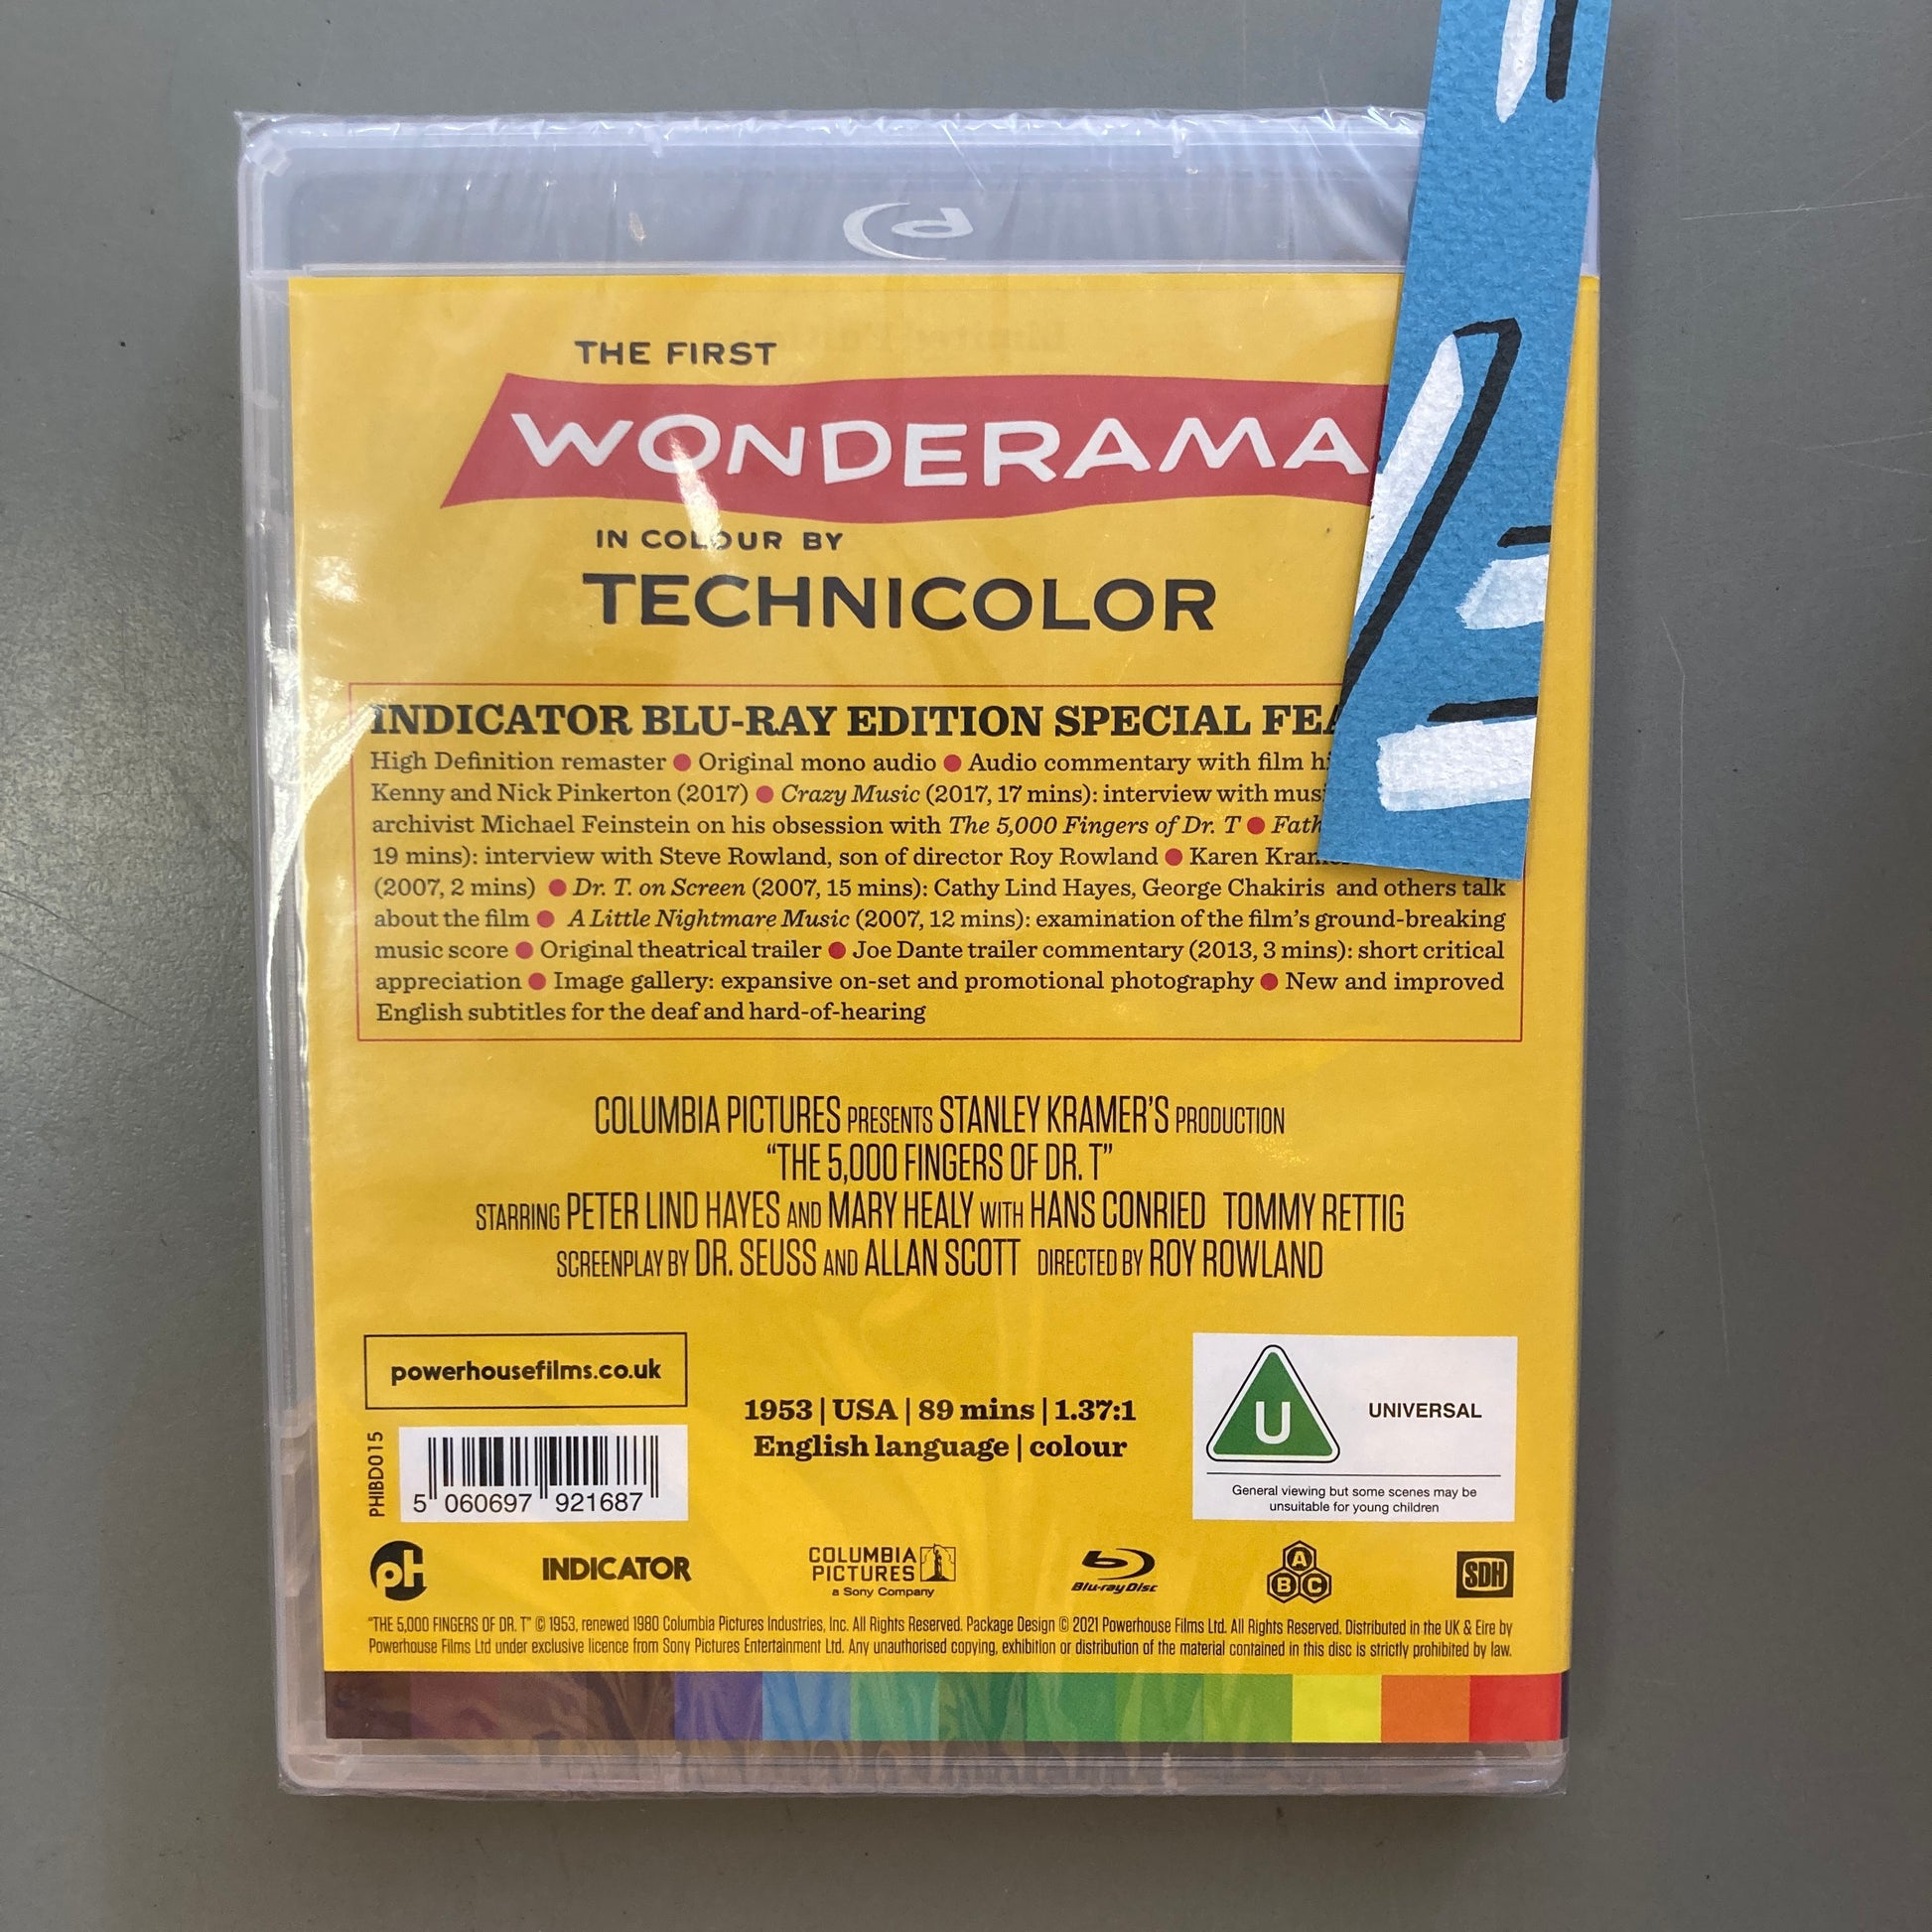 THE FIRST
WONDERAMA
IN COLOUR BY
TECHNICOLOR
INDICATOR BLU-RAY EDITION SPECIAL
High Definition remaster ● Original mono audio ● Audio commentary with film
Kenny and Nick Pinkerton (2017) ● Crazy Music (2017, 17 mins): interview with
archivist Michael Feinstein on his obsession with The 5,000 Fingers of Dr. T ●
19 mins): interview with Steve Rowland, son of director Roy Rowland ● Karen
(2007, 2 mins) ● Dr. T. on Screen (2007, 15 mins): Cathy Lind Hayes, George Chakiris and others talk
about the film ● A Little Nightmare Music (2007, 12 mins): examination of the film's ground-breaking
music score ● Original theatrical trailer ● Joe Dante trailer commentary (2013, 3 mins): short critical
appreciation ● Image gallery: expansive on-set and promotional photography ● New and improved
English subtitles for the deaf and hard-of-hearing
COLUMBIA PICTURES PRESENTS STANLEY KRAMER'S PRODUCTION
"THE 5,000 FINGERS OF DR. T"
STARRING PETER LIND HAYES AND MARY HEALY WITH HANS CONRIED TOMMY RETTIG
SCREENPLAY BY DR. SEUSS AND ALLAN SCOTT DIRECTED BY ROY ROWLAND
powerhousefilms.co.uk
1953 | USA | 89 mins | 1.37:1
English language | colour
U UNIVERSAL
General viewing but some scenes may be
unsuitable for young children
PHIBD015
5 060697 921687
pH
INDICATOR
COLUMBIA
PICTURES
a Sony Company
Blu-ray Disc
A
B C
SDH
"THE 5,000 FINGERS OF DR. T" © 1953, renewed 1980 Columbia Pictures Industries, Inc. All Rights Reserved. Package Design © 2021 Powerhouse Films Ltd. All Rights Reserved. Distributed in the UK & Eire by
Powerhouse Films Ltd under exclusive licence from Sony Pictures Entertainment Ltd. Any unauthorised copying, exhibition or distribution of the material contained in this disc is strictly prohibited by law.